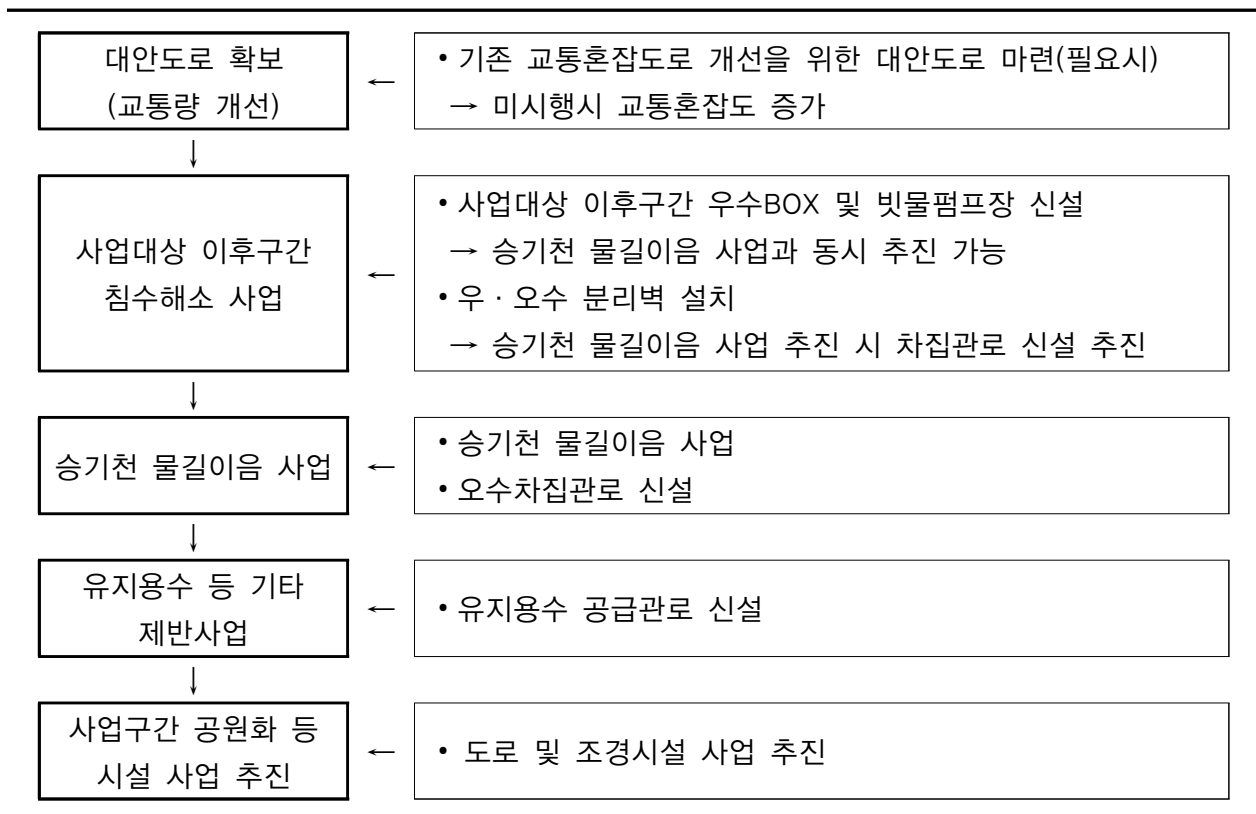 대안도로 확보
(교통량 개선)
←
• 기존 교통혼잡도로 개선을 위한 대안도로 마련(필요시)
→ 미시행시 교통혼잡도 증가
↓
사업대상 이후구간
침수해소 사업
←
• 사업대상 이후구간 우수BOX 및 빗물펌프장 신설
→ 승기천 물길이음 사업과 동시 추진 가능
• 우 · 오수 분리벽 설치
→ 승기천 물길이음 사업 추진 시 차집관로 신설 추진
↓
승기천 물길이음 사업
←
• 승기천 물길이음 사업
• 오수차집관로 신설
↓
유지용수 등 기타
제반사업
←
• 유지용수 공급관로 신설
↓
사업구간 공원화 등
시설 사업 추진
←
• 도로 및 조경시설 사업 추진